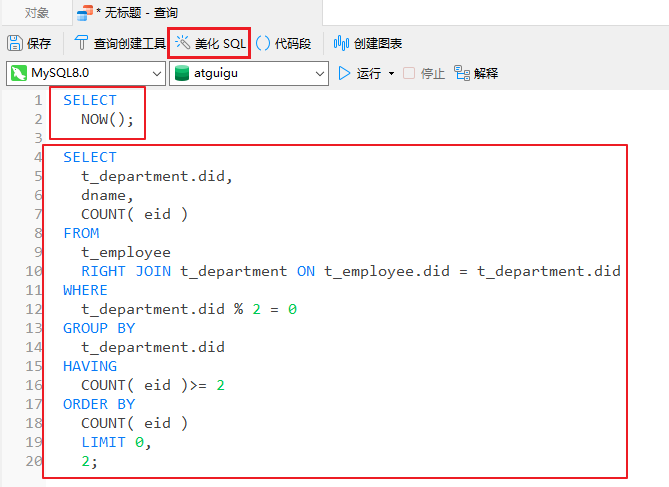 对象 * 无标题 - 查询
保存 查询创建工具 美化 SQL () 代码段 创建图表
MySQL8.0 atguigu 运行 停止 解释
1 SELECT
2 NOW();
3
4 SELECT
5 t_department.did,
6 dname,
7 COUNT( eid )
8 FROM
9 t_employee
10 RIGHT JOIN t_department ON t_employee.did = t_department.did
11 WHERE
12 t_department.did % 2 = 0
13 GROUP BY
14 t_department.did
15 HAVING
16 COUNT( eid )>= 2
17 ORDER BY
18 COUNT( eid )
19 LIMIT 0,
20 2;